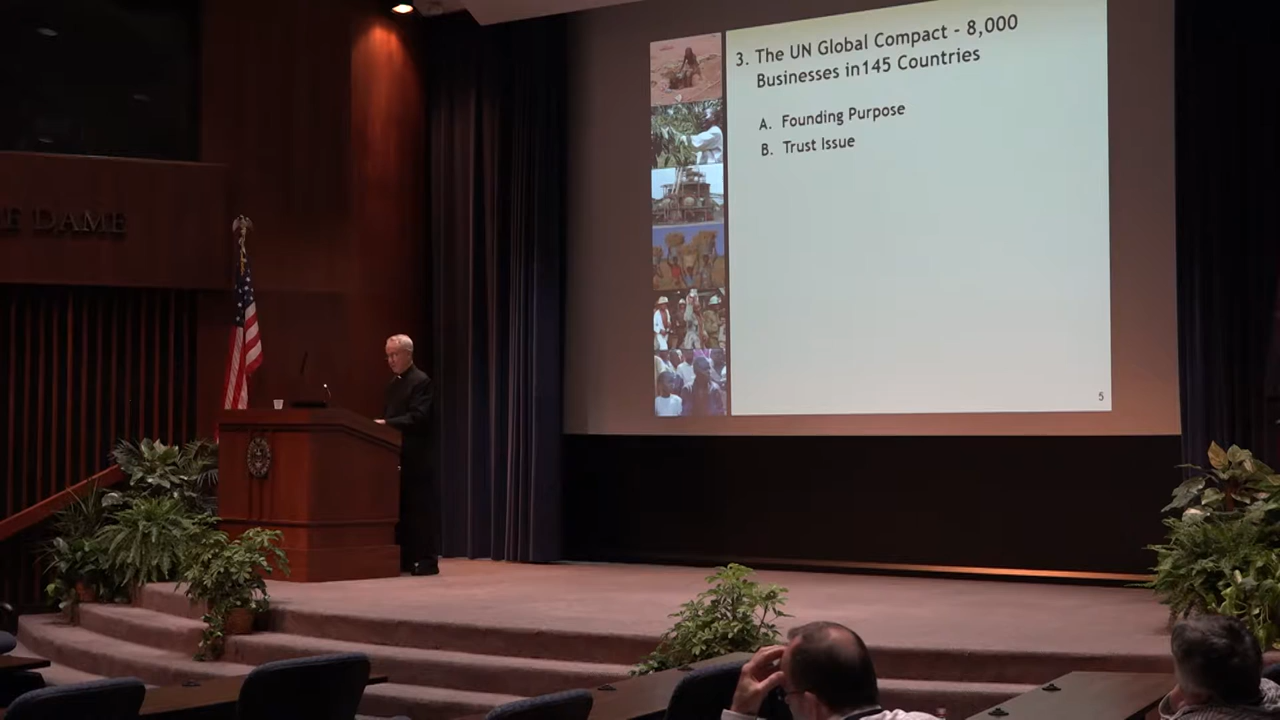 3. The UN Global Compact - 8,000
Businesses in145 Countries
A. Founding Purpose
B. Trust Issue
5
DAME